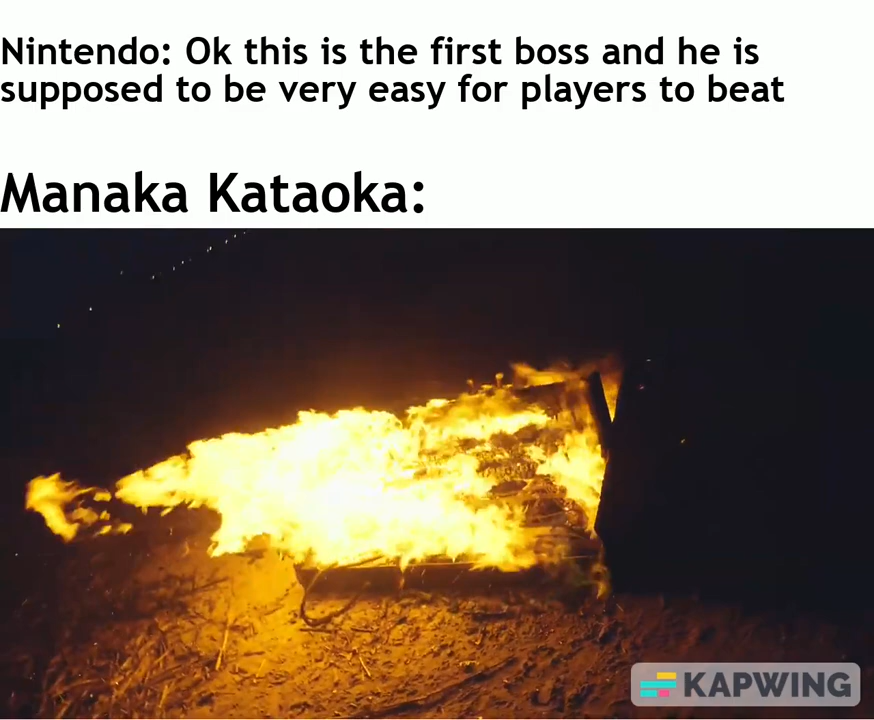 Nintendo: Ok this is the first boss and he is
supposed to be very easy for players to beat
Manaka Kataoka:
KAPWING